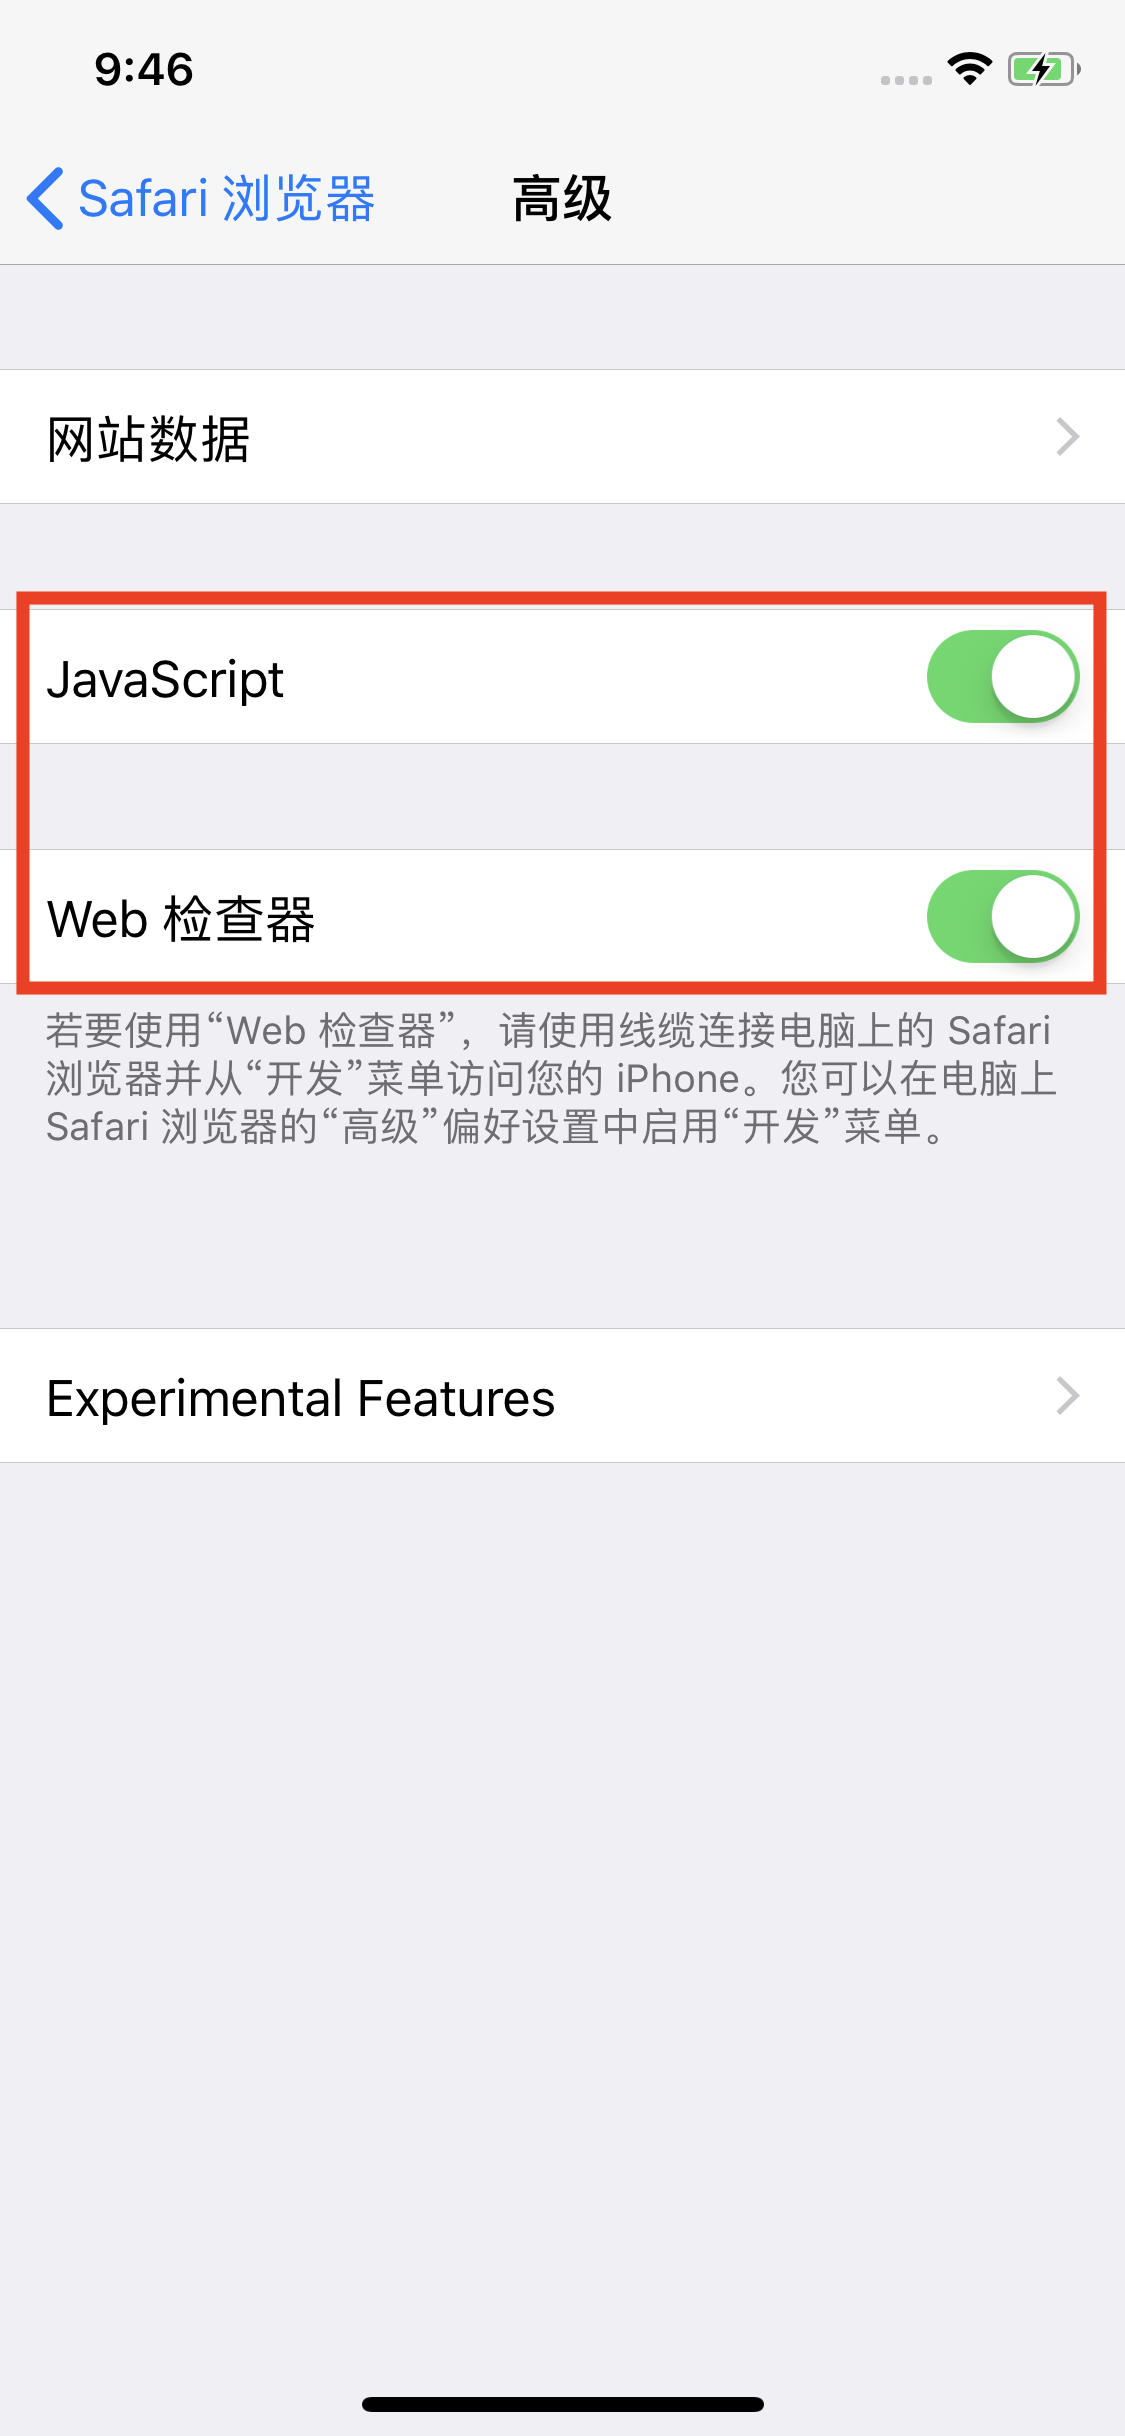 9:46
Safari 浏览器
高级
网站数据
JavaScript
Web 检查器
若要使用“Web 检查器”，请使用线缆连接电脑上的 Safari
浏览器并从“开发”菜单访问您的 iPhone。您可以在电脑上
Safari 浏览器的“高级”偏好设置中启用“开发”菜单。
Experimental Features